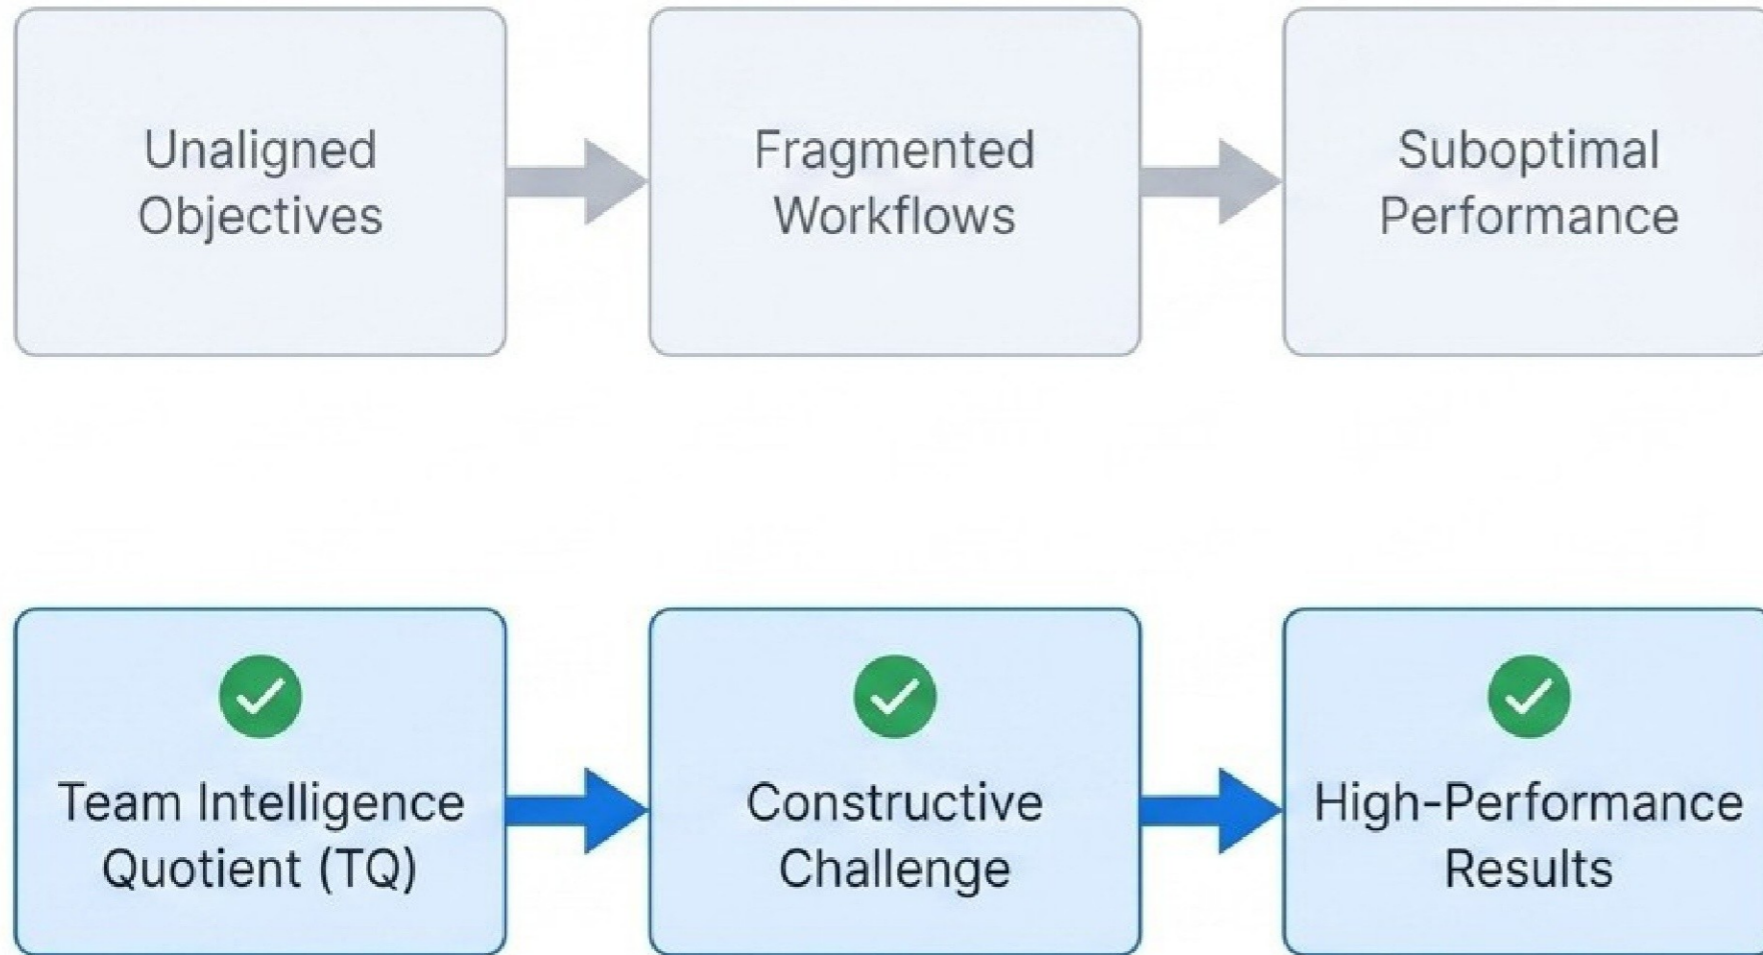 Unaligned
Objectives
Fragmented
Workflows
Suboptimal
Performance
Team Intelligence
Quotient (TQ)
Constructive
Challenge
High-Performance
Results